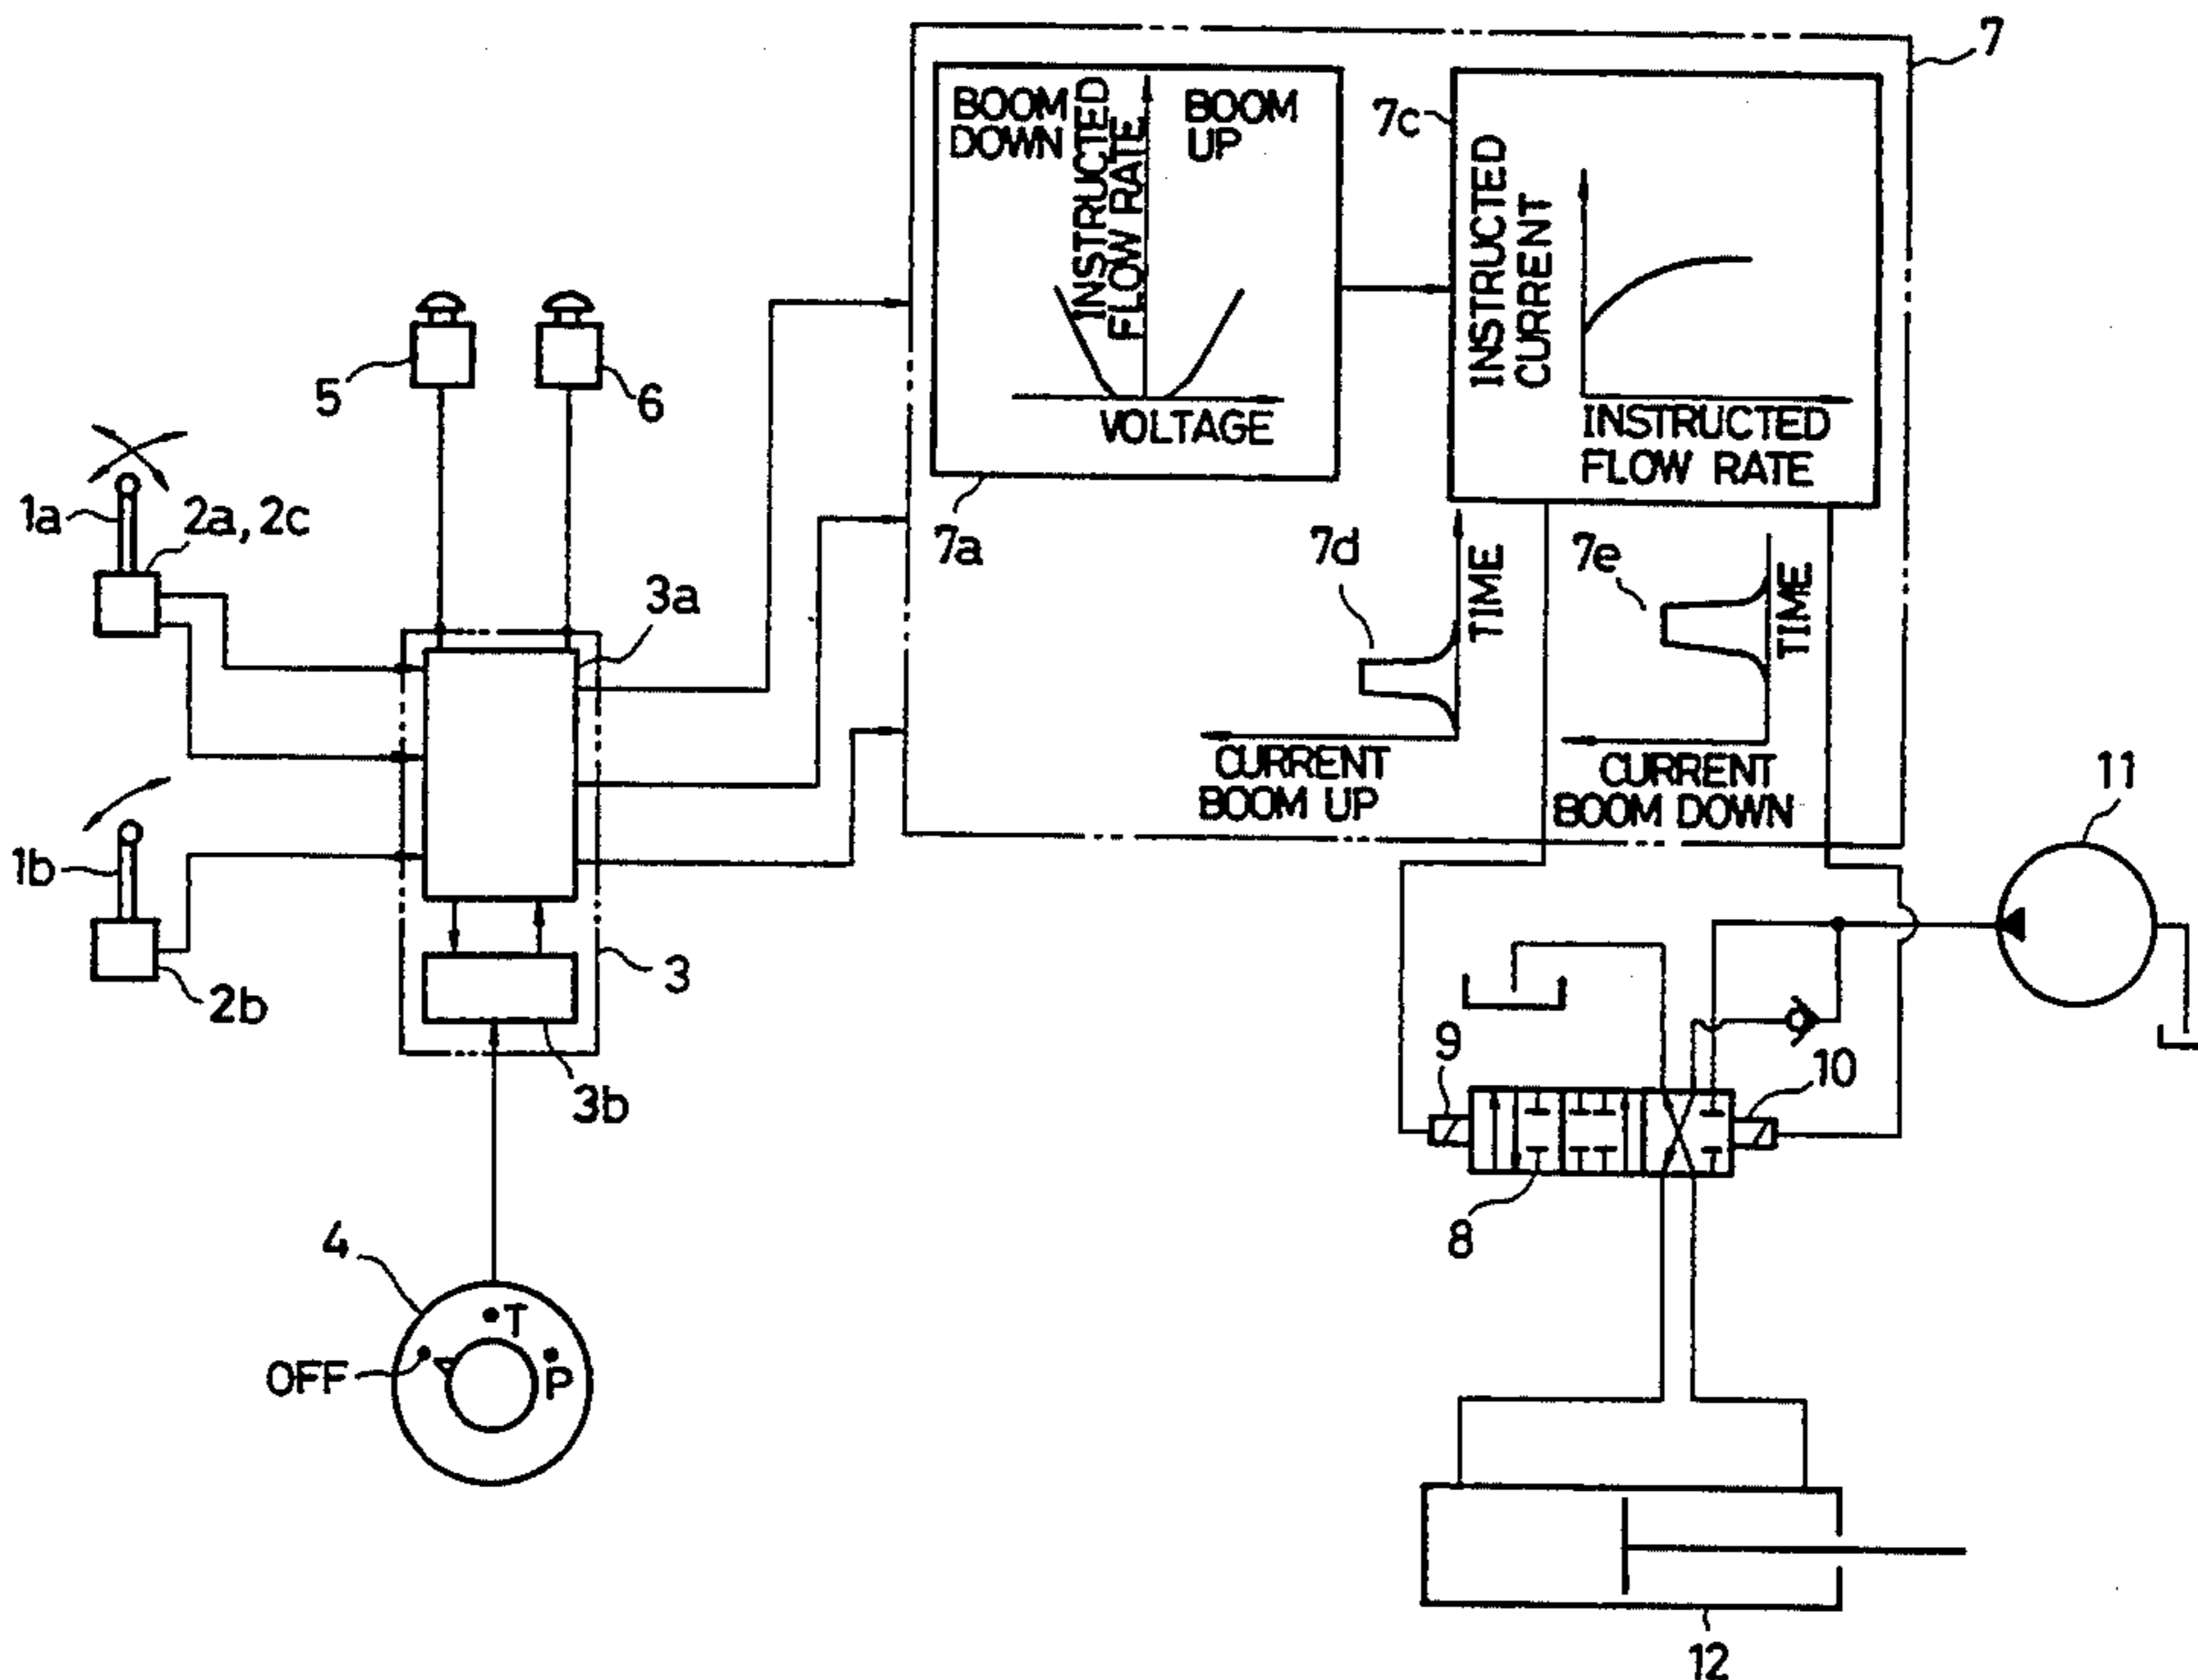 7
BOOM
DOWN
INSTRUCTED
FLOW RATE
BOOM
UP
VOLTAGE
7a
7c
INSTRUCTED
CURRENT
INSTRUCTED
FLOW RATE
5
6
1a
2a, 2c
3a
7d
TIME
CURRENT
BOOM UP
7e
TIME
CURRENT
BOOM DOWN
1b
2b
3
3b
11
9
10
8
4
T
OFF
P
12